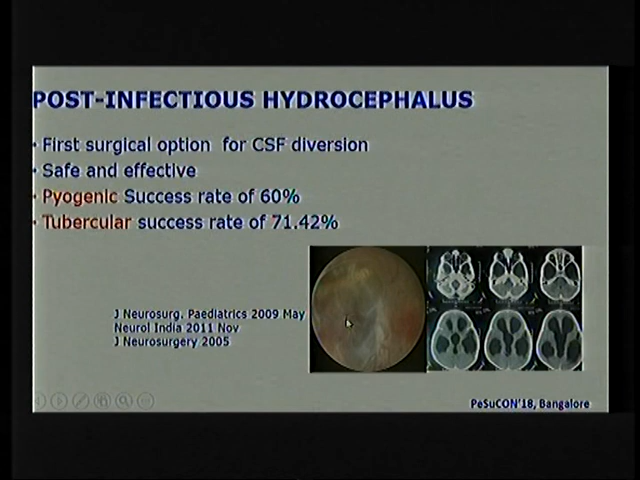 POST-INFECTIOUS HYDROCEPHALUS
· First surgical option for CSF diversion
· Safe and effective
· Pyogenic Success rate of 60%
· Tubercular success rate of 71.42%
J Neurosurg. Paediatrics 2009 May
Neurol India 2011 Nov
J Neurosurgery 2005
PeSuCON'18, Bangalore